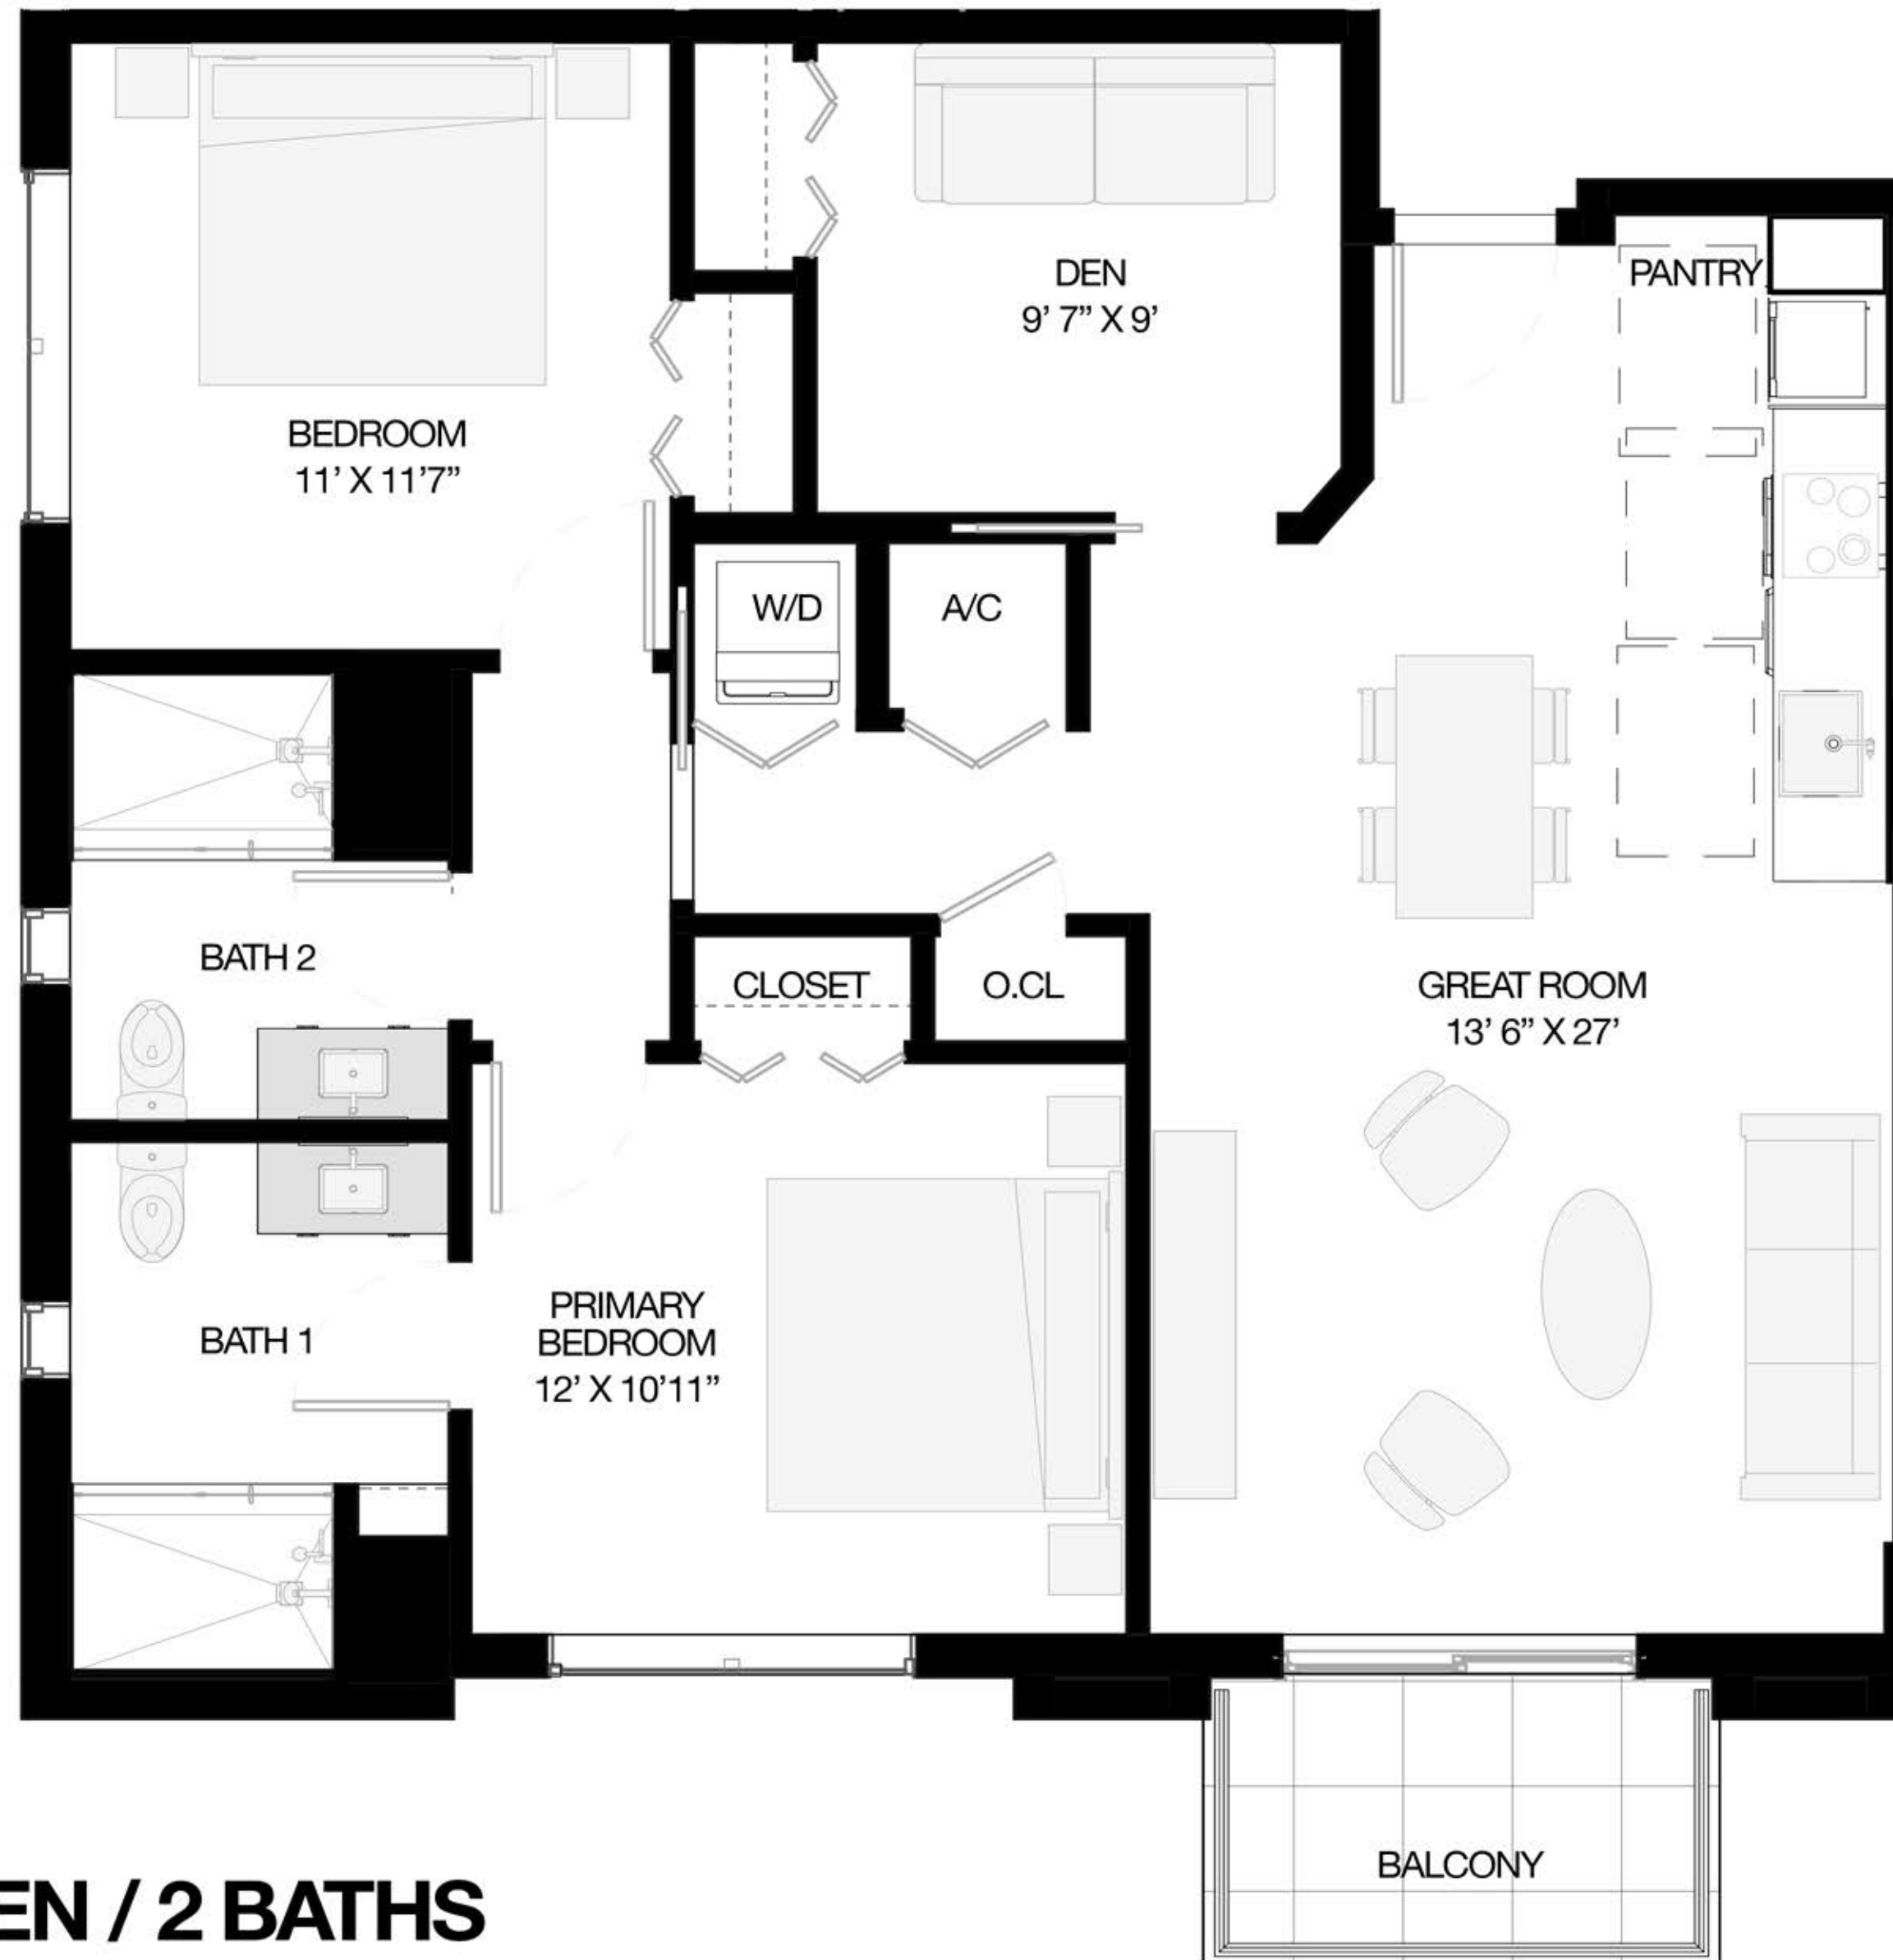 DEN
9’ 7” X 9’
PANTRY
BEDROOM
11’ X 11’7”
W/D
A/C
BATH 2
CLOSET
O.CL
GREAT ROOM
13’ 6” X 27’
PRIMARY
BEDROOM
12’ X 10’11”
BATH 1
BALCONY
EN / 2 BATHS